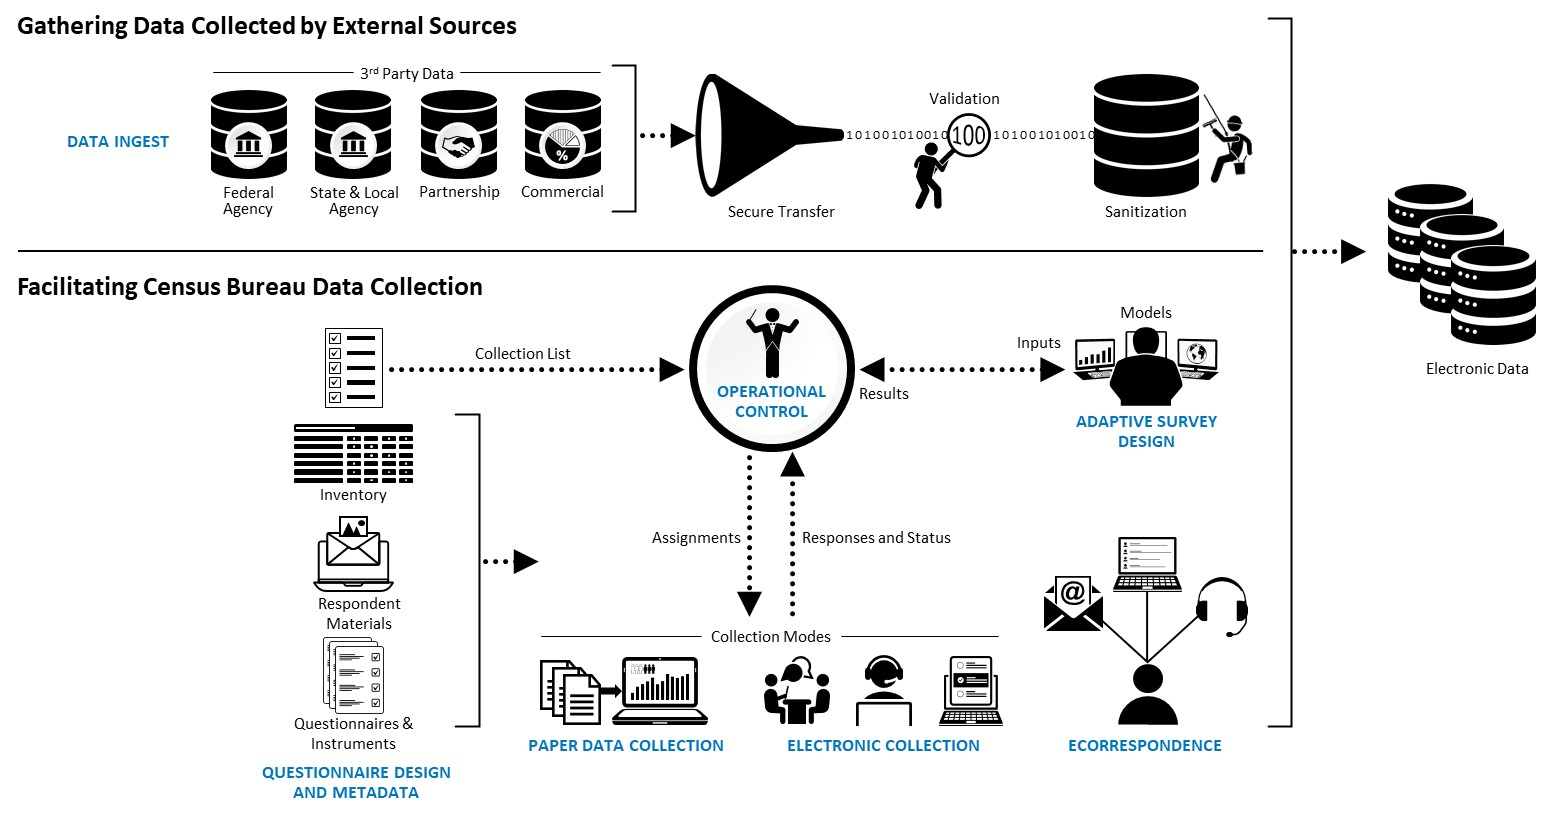 Gathering Data Collected by External Sources
3rd Party Data
DATA INGEST
Federal
Agency
State & Local
Agency
Partnership
Commercial
%
Secure Transfer
Validation
101001010010
100
101001010010
Sanitization
Electronic Data
Facilitating Census Bureau Data Collection
Collection List
OPERATIONAL
CONTROL
Inputs
Results
Models
ADAPTIVE SURVEY
DESIGN
Inventory
Respondent
Materials
Questionnaires &
Instruments
QUESTIONNAIRE DESIGN
AND METADATA
Assignments
Responses and Status
Collection Modes
PAPER DATA COLLECTION
ELECTRONIC COLLECTION
@
ECORRESPONDENCE